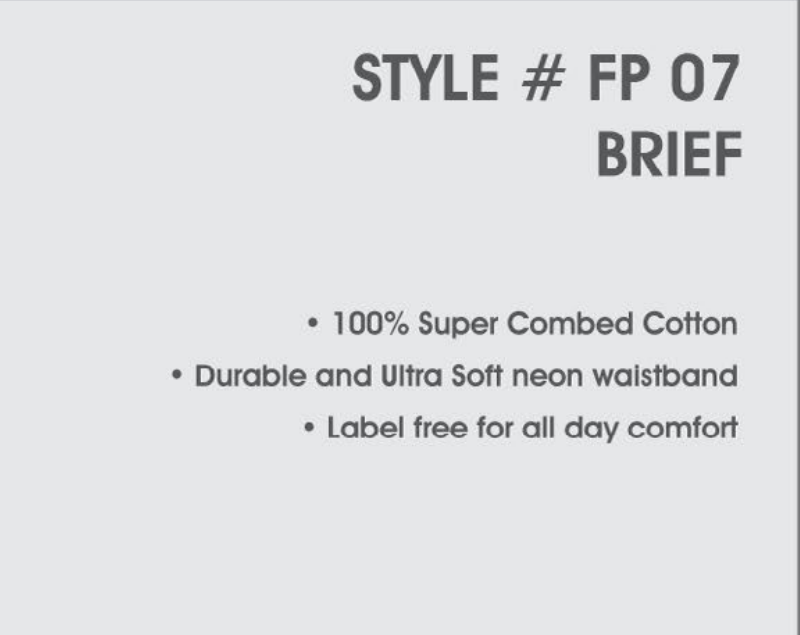 STYLE # FP 07
BRIEF
• 100% Super Combed Cotton
• Durable and Ultra Soft neon waistband
• Label free for all day comfort